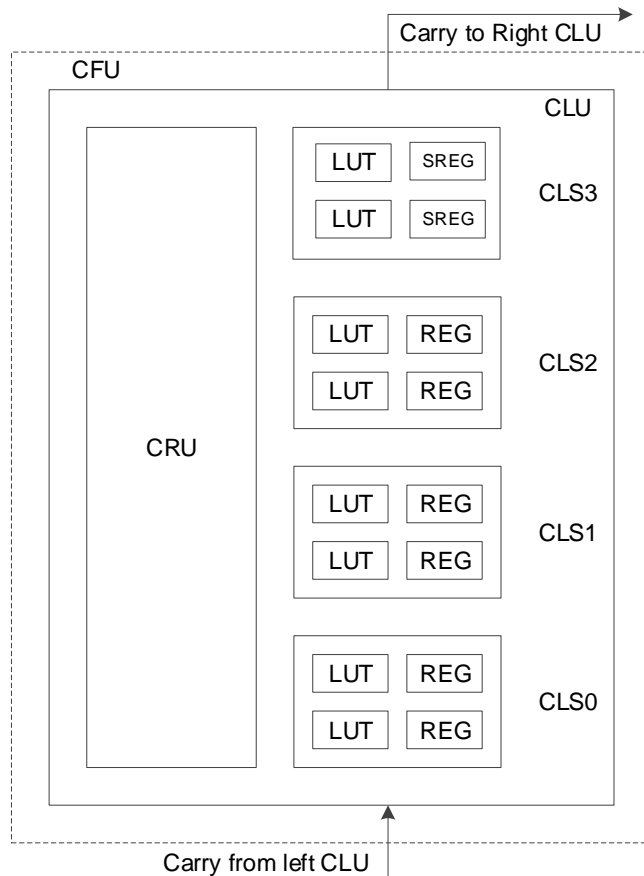 Carry to Right CLU
CFU
CLU
LUT SREG
CLS3
LUT SREG
LUT REG
CLS2
LUT REG
CRU
LUT REG
CLS1
LUT REG
LUT REG
CLS0
LUT REG
Carry from left CLU